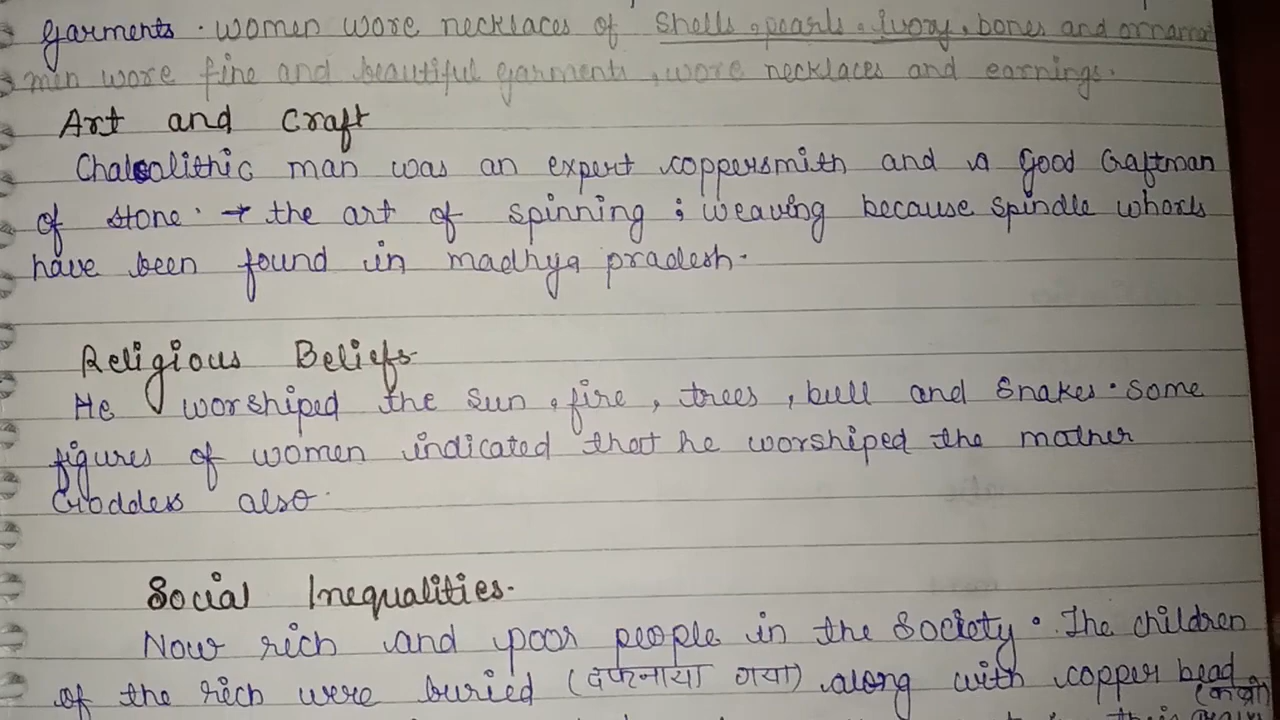 garments. women wore necklaces of shells, pearls, ivory, bones and
men wore fine and beautiful garments, wore necklaces and earnings.
Art and Craft
Chalcolithic man was an expert coppersmith and a good Craftman
of stone. → the art of spinning & weaving because spindle whorls
have been found in madhya pradesh.
Religious Beliefs
He worshiped the sun, fire, trees, bull and snakes. some
figures of women indicated that he worshiped the mother
Goddess also.
Social Inequalities.
Now rich and poor people in the society. The children
of the rich were buried (दफनाया गया) along with copper bead